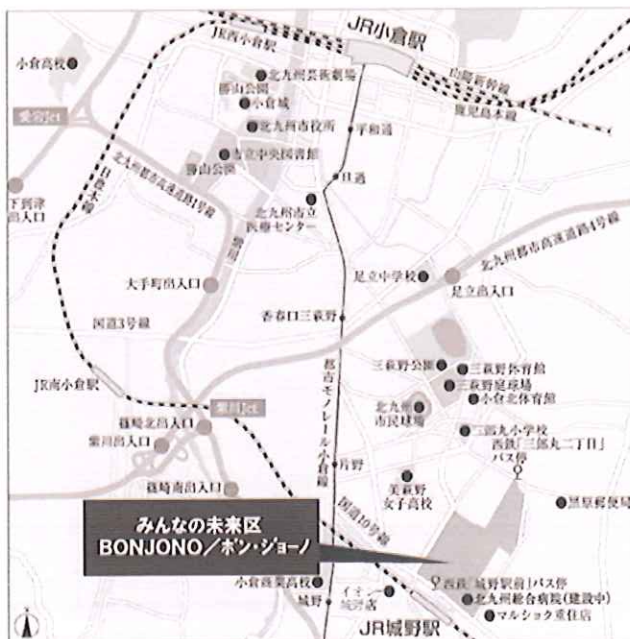 JR小倉駅
JR西小倉駅
山陽新幹線
鹿児島本線
小倉高校
北九州芸術劇場
勝山公園
小倉城
愛宕Jct
北九州市役所
平和通
市立中央図書館
勝山公園
北九州都市高速道路1号線
日豊本線
下到津
出入口
旦過
北九州市立
医療センター
紫川
北九州都市高速道路4号線
足立中学校
足立出入口
大手町出入口
香春口三萩野
国道3号線
三萩野公園
三萩野体育館
三萩野庭球場
小倉北体育館
JR南小倉駅
都市モノレール小倉線
北九州
市民球場
紫川Jct
篠崎北出入口
三郎丸小学校
西鉄「三郎丸二丁目」
バス停
紫川出入口
片野
篠崎南出入口
美萩野
女子高校
国道10号線
黒原郵便局
みんなの未来区
BONJONO/ボン・ジョーノ
西鉄「城野駅前」バス停
小倉商業高校
イオン
城野店
北九州総合病院(建設中)
城野
マルショク重住店
JR城野駅